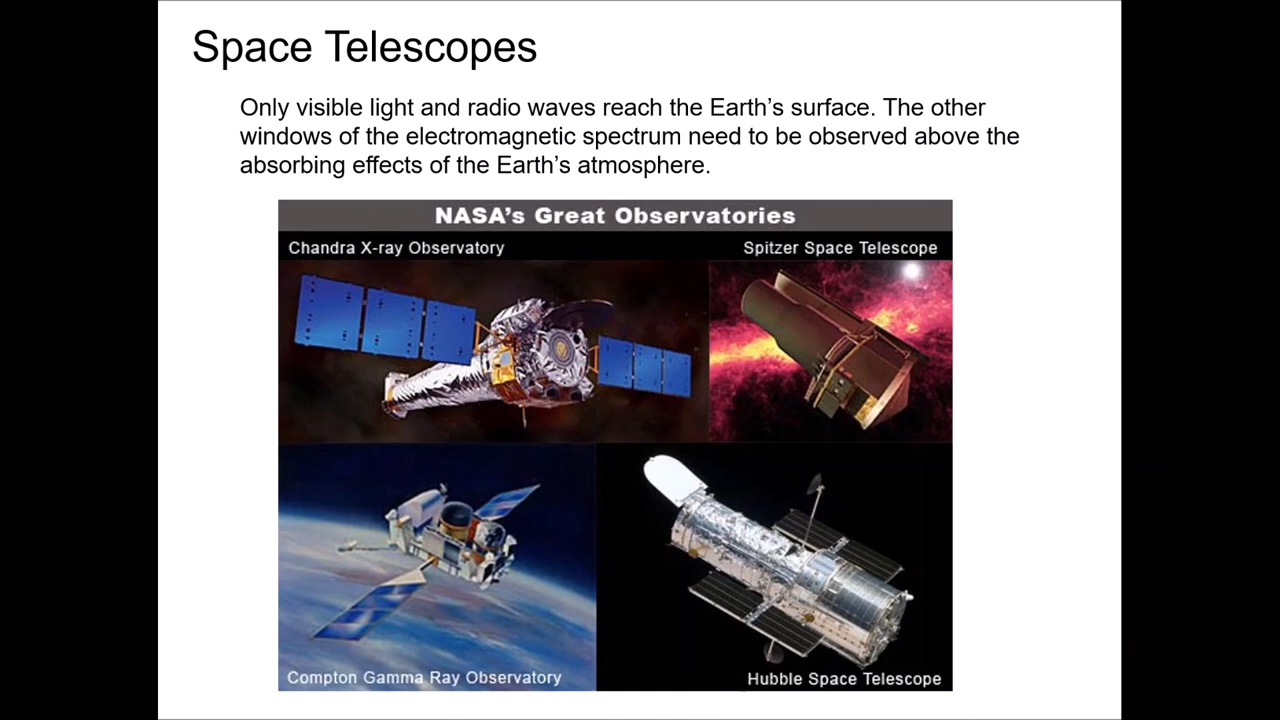 Space Telescopes
Only visible light and radio waves reach the Earth's surface. The other
windows of the electromagnetic spectrum need to be observed above the
absorbing effects of the Earth's atmosphere.
NASA's Great Observatories
Chandra X-ray Observatory
Spitzer Space Telescope
Compton Gamma Ray Observatory
Hubble Space Telescope